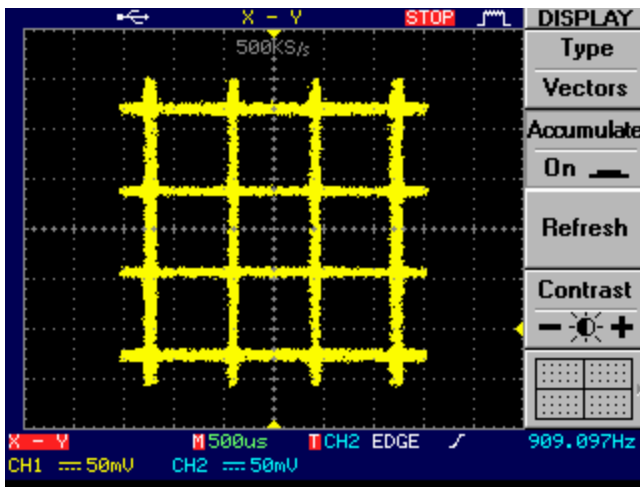 X - Y STOP DISPLAY
500KS/s
Type
Vectors
Accumulate
On
Refresh
Contrast
- +
X - Y M 500us T CH2 EDGE 909.097Hz
CH1 50mV CH2 50mV